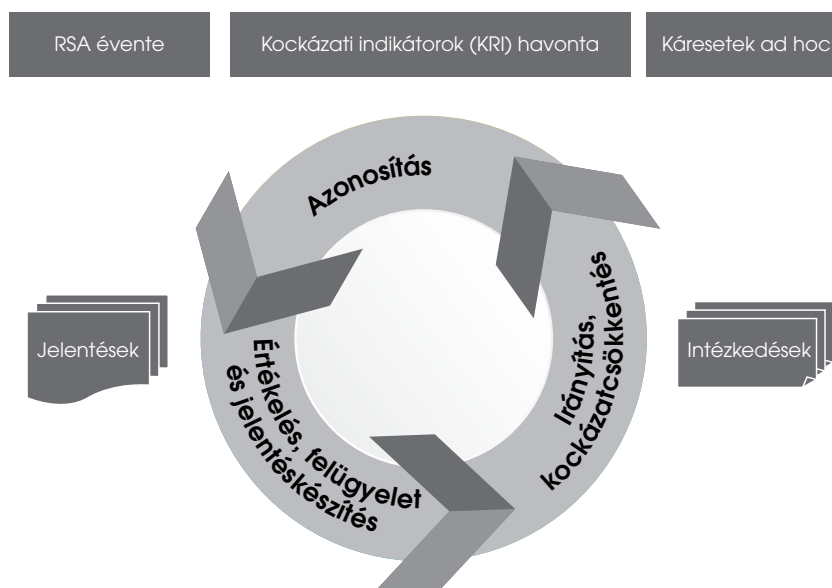 RSA évente
Kockázati indikátorok (KRI) havonta
Káresetek ad hoc
Azonosítás
Irányítás,
kockázatcsökkentés
Értékelés, felügyelet
és jelentéskészítés
Jelentések
Intézkedések